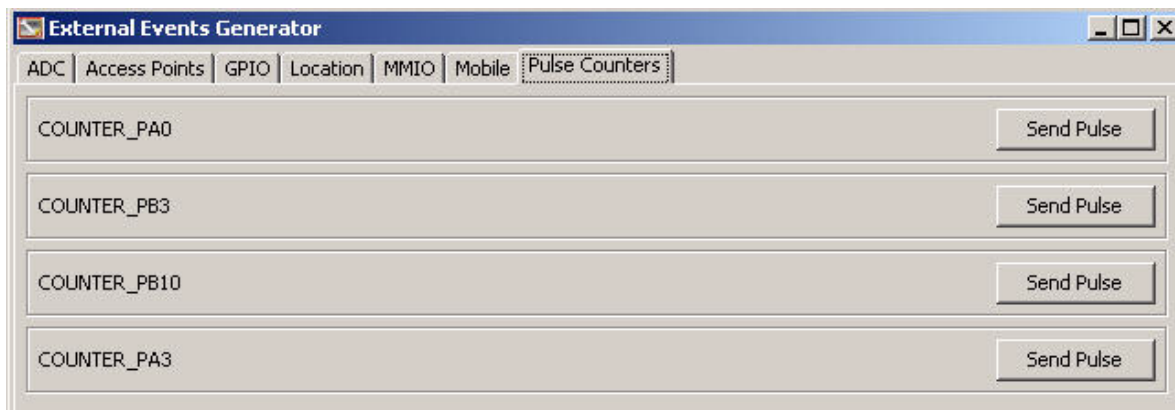 External Events Generator
ADC Access Points GPIO Location MMIO Mobile Pulse Counters
COUNTER_PA0 Send Pulse
COUNTER_PB3 Send Pulse
COUNTER_PB10 Send Pulse
COUNTER_PA3 Send Pulse